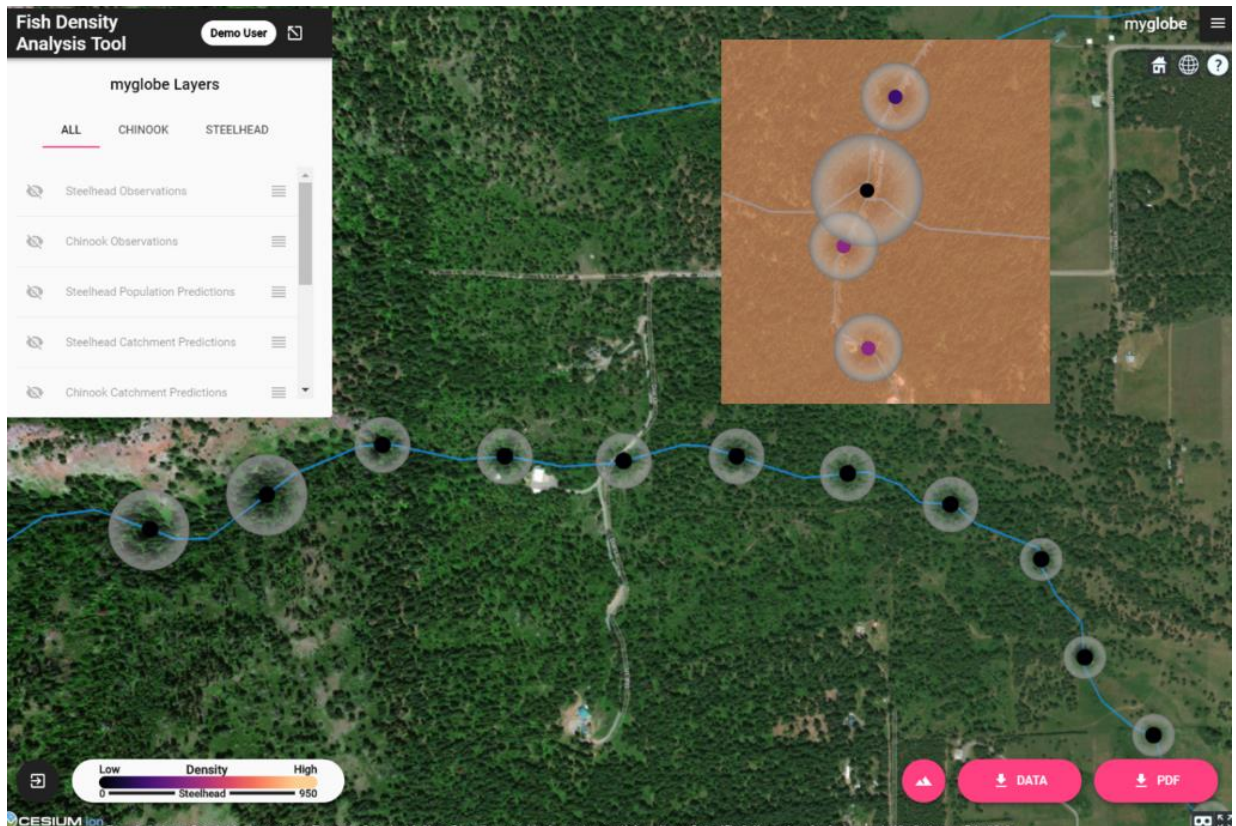 Fish Density
Analysis Tool
Demo User
myglobe
?
myglobe Layers
ALL CHINOOK STEELHEAD
Steelhead Observations
Chinook Observations
Steelhead Population Predictions
Steelhead Catchment Predictions
Chinook Catchment Predictions
Low Density High
0 Steelhead 950
DATA
PDF
CESIUM ion